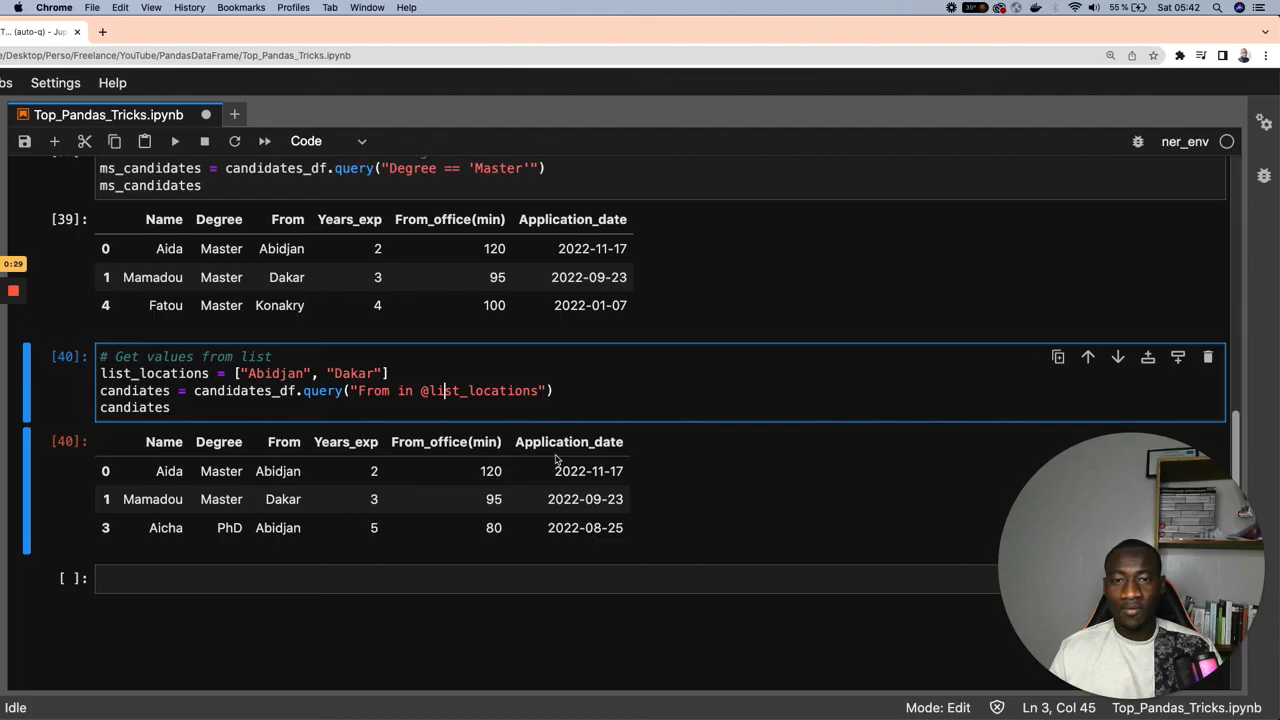 Chrome File Edit View History Bookmarks Profiles Tab Window Help 35° 55 % Sat 05:42
T... (auto-q) - Jup
e/Desktop/Perso/Freelance/YouTube/PandasDataFrame/Top_Pandas_Tricks.ipynb
bs Settings Help
Top_Pandas_Tricks.ipynb
Code ner_env
ms_candidates = candidates_df.query("Degree == 'Master'")
ms_candidates
[39]: Name Degree From Years_exp From_office(min) Application_date
0 Aida Master Abidjan 2 120 2022-11-17
0:29
1 Mamadou Master Dakar 3 95 2022-09-23
4 Fatou Master Konakry 4 100 2022-01-07
[40]: # Get values from list
list_locations = ["Abidjan", "Dakar"]
candiates = candidates_df.query("From in @list_locations")
candiates
[40]: Name Degree From Years_exp From_office(min) Application_date
0 Aida Master Abidjan 2 120 2022-11-17
1 Mamadou Master Dakar 3 95 2022-09-23
3 Aicha PhD Abidjan 5 80 2022-08-25
[ ]:
Idle Mode: Edit Ln 3, Col 45 Top_Pandas_Tricks.ipynb